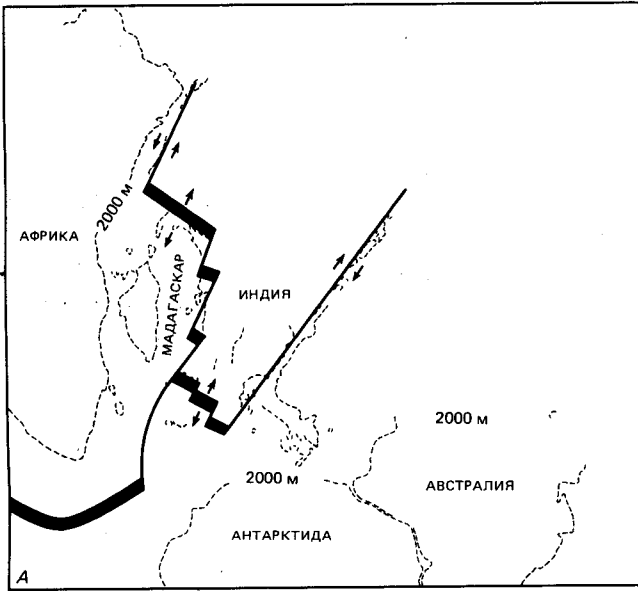 2000 м
АФРИКА
МАДАГАСКАР
ИНДИЯ
2000 м
2000 м
АВСТРАЛИЯ
АНТАРКТИДА
А